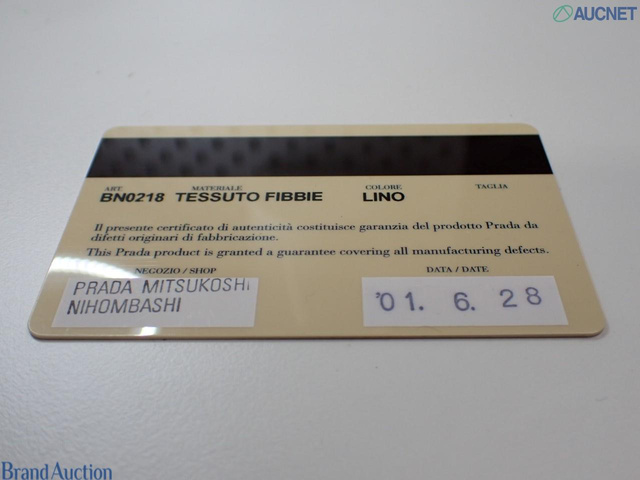 AUCNET
ART. MATERIALE COLORE TAGLIA
BN0218 TESSUTO FIBBIE LINO
Il presente certificato di autenticità costituisce garanzia del prodotto Prada da
difetti originari di fabbricazione.
This Prada product is granted a guarantee covering all manufacturing defects.
NEGOZIO / SHOP DATA / DATE
PRADA MITSUKOSHI
NIHOMBASHI
'01. 6. 28
Brand Auction